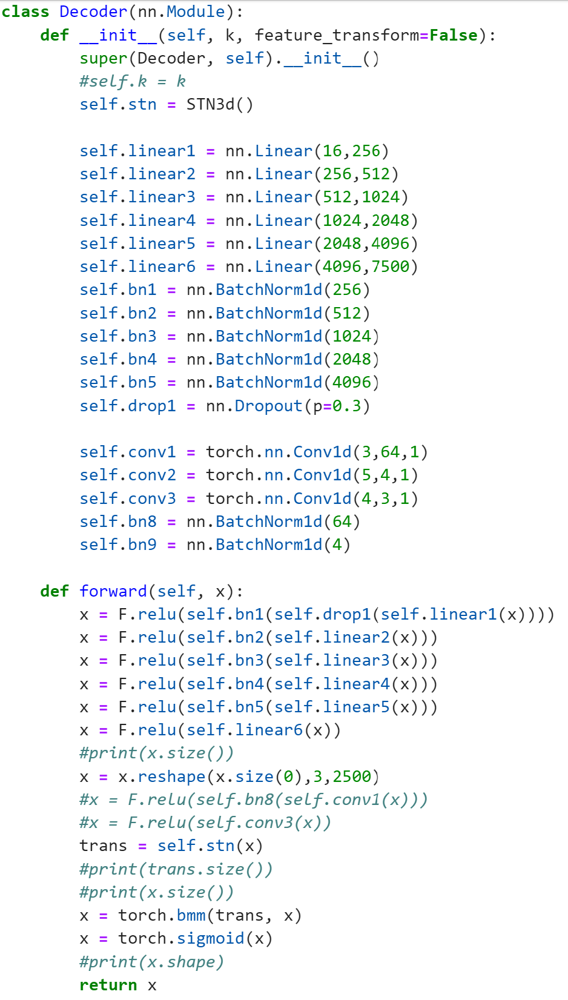 class Decoder(nn.Module):
    def __init__(self, k, feature_transform=False):
        super(Decoder, self).__init__()
        #self.k = k
        self.stn = STN3d()

        self.linear1 = nn.Linear(16,256)
        self.linear2 = nn.Linear(256,512)
        self.linear3 = nn.Linear(512,1024)
        self.linear4 = nn.Linear(1024,2048)
        self.linear5 = nn.Linear(2048,4096)
        self.linear6 = nn.Linear(4096,7500)
        self.bn1 = nn.BatchNorm1d(256)
        self.bn2 = nn.BatchNorm1d(512)
        self.bn3 = nn.BatchNorm1d(1024)
        self.bn4 = nn.BatchNorm1d(2048)
        self.bn5 = nn.BatchNorm1d(4096)
        self.drop1 = nn.Dropout(p=0.3)

        self.conv1 = torch.nn.Conv1d(3,64,1)
        self.conv2 = torch.nn.Conv1d(5,4,1)
        self.conv3 = torch.nn.Conv1d(4,3,1)
        self.bn8 = nn.BatchNorm1d(64)
        self.bn9 = nn.BatchNorm1d(4)

    def forward(self, x):
        x = F.relu(self.bn1(self.drop1(self.linear1(x))))
        x = F.relu(self.bn2(self.linear2(x)))
        x = F.relu(self.bn3(self.linear3(x)))
        x = F.relu(self.bn4(self.linear4(x)))
        x = F.relu(self.bn5(self.linear5(x)))
        x = F.relu(self.linear6(x))
        #print(x.size())
        x = x.reshape(x.size(0),3,2500)
        #x = F.relu(self.bn8(self.conv1(x)))
        #x = F.relu(self.conv3(x))
        trans = self.stn(x)
        #print(trans.size())
        #print(x.size())
        x = torch.bmm(trans, x)
        x = torch.sigmoid(x)
        #print(x.shape)
        return x